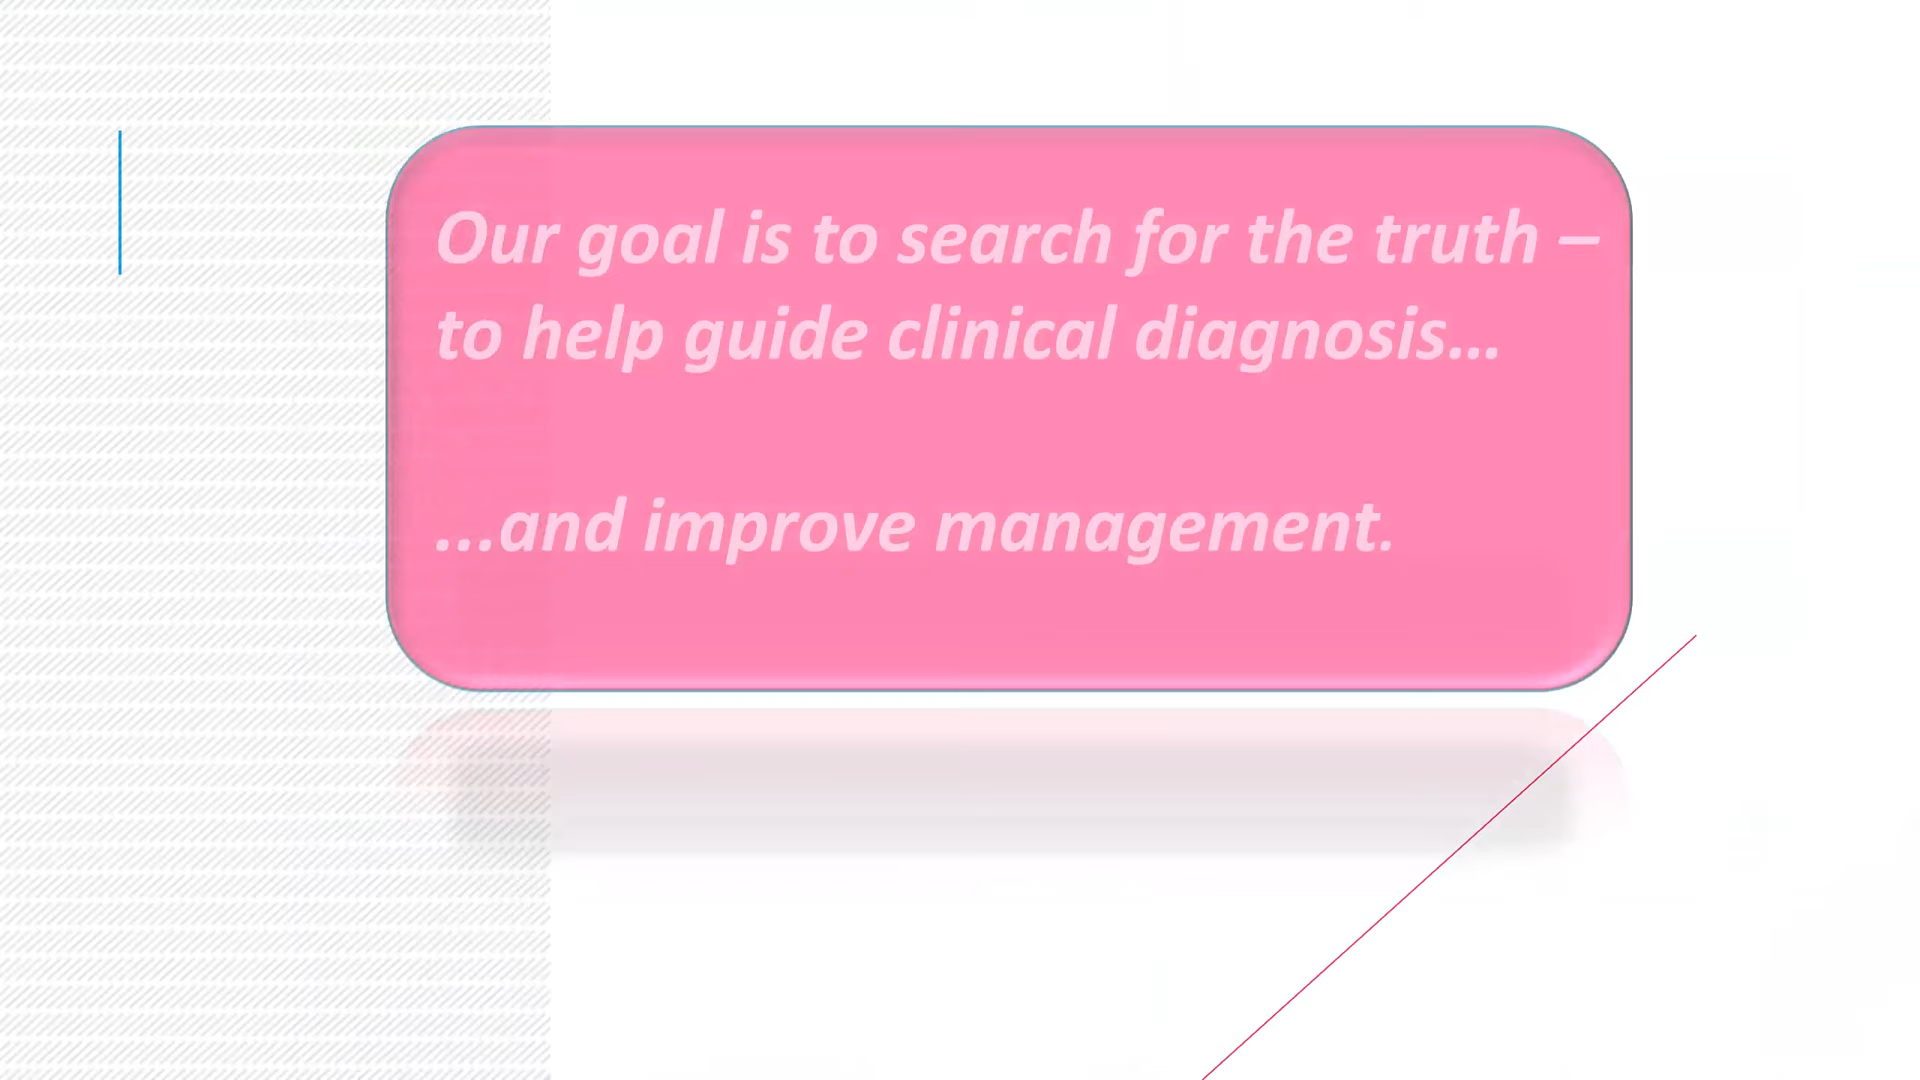 Our goal is to search for the truth –
to help guide clinical diagnosis…
…and improve management.